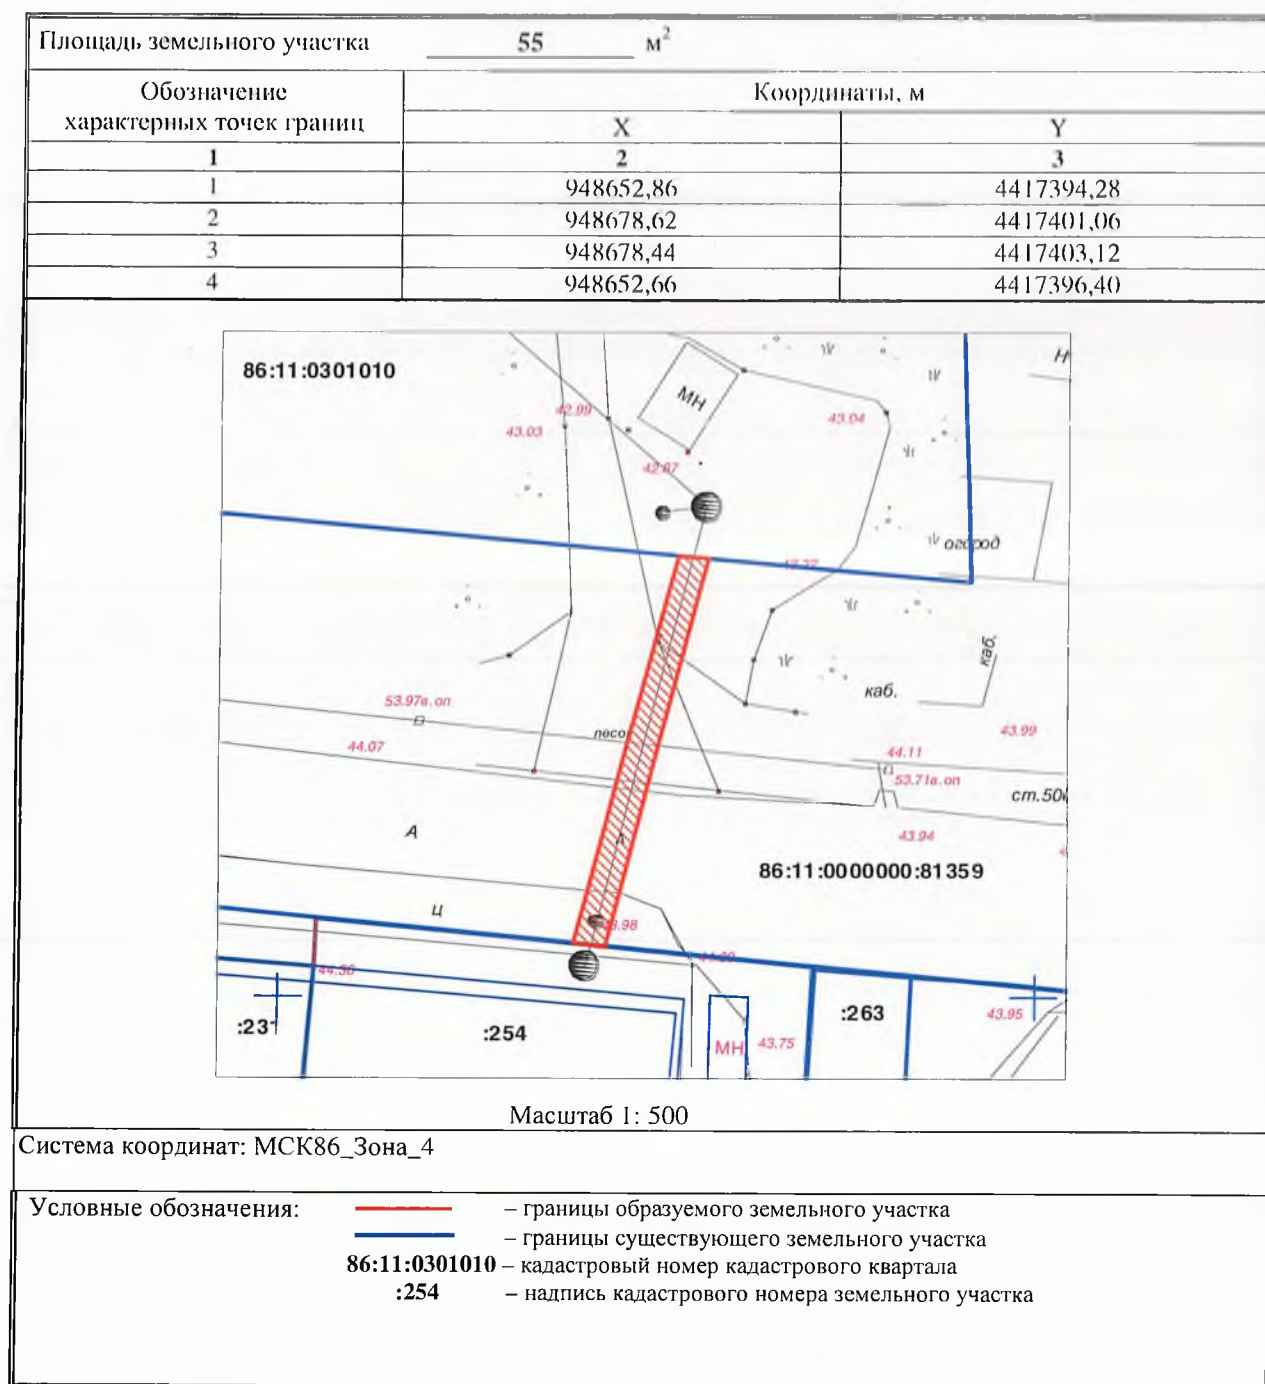 Площадь земельного участка 55 м²
Обозначение характерных точек границ
Координаты, м
X Y
1 2 3
1 948652,86 4417394,28
2 948678,62 4417401,06
3 948678,44 4417403,12
4 948652,66 4417396,40
86:11:0301010
Н
МН
42.99
43.03
43.04
42.97
огород
каб.
каб.
53.97в.оп
песо
44.07
43.99
44.11
53.71в.оп
ст.50
А
А
43.94
86:11:0000000:81359
Ц
44.30
:231
:254
МН
43.75
:263
43.95
Масштаб 1: 500
Система координат: МСК86_Зона_4
Условные обозначения:
– границы образуемого земельного участка
– границы существующего земельного участка
86:11:0301010 – кадастровый номер кадастрового квартала
:254 – надпись кадастрового номера земельного участка